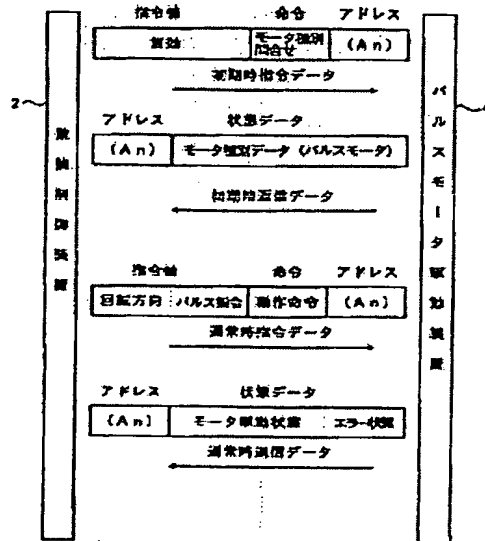 指令値 命令 アドレス
無効 モータ種別問合せ (An)
初期時指令データ
2
アドレス 状態データ
(An) モータ種別データ (パルスモータ)
初期時返信データ
数値制御装置
パルスモータ駆動装置
指令値 命令 アドレス
回転方向 パルス割合 動作命令 (An)
通常時指令データ
アドレス 状態データ
(An) モータ駆動状態 エラー状態
通常時返信データ